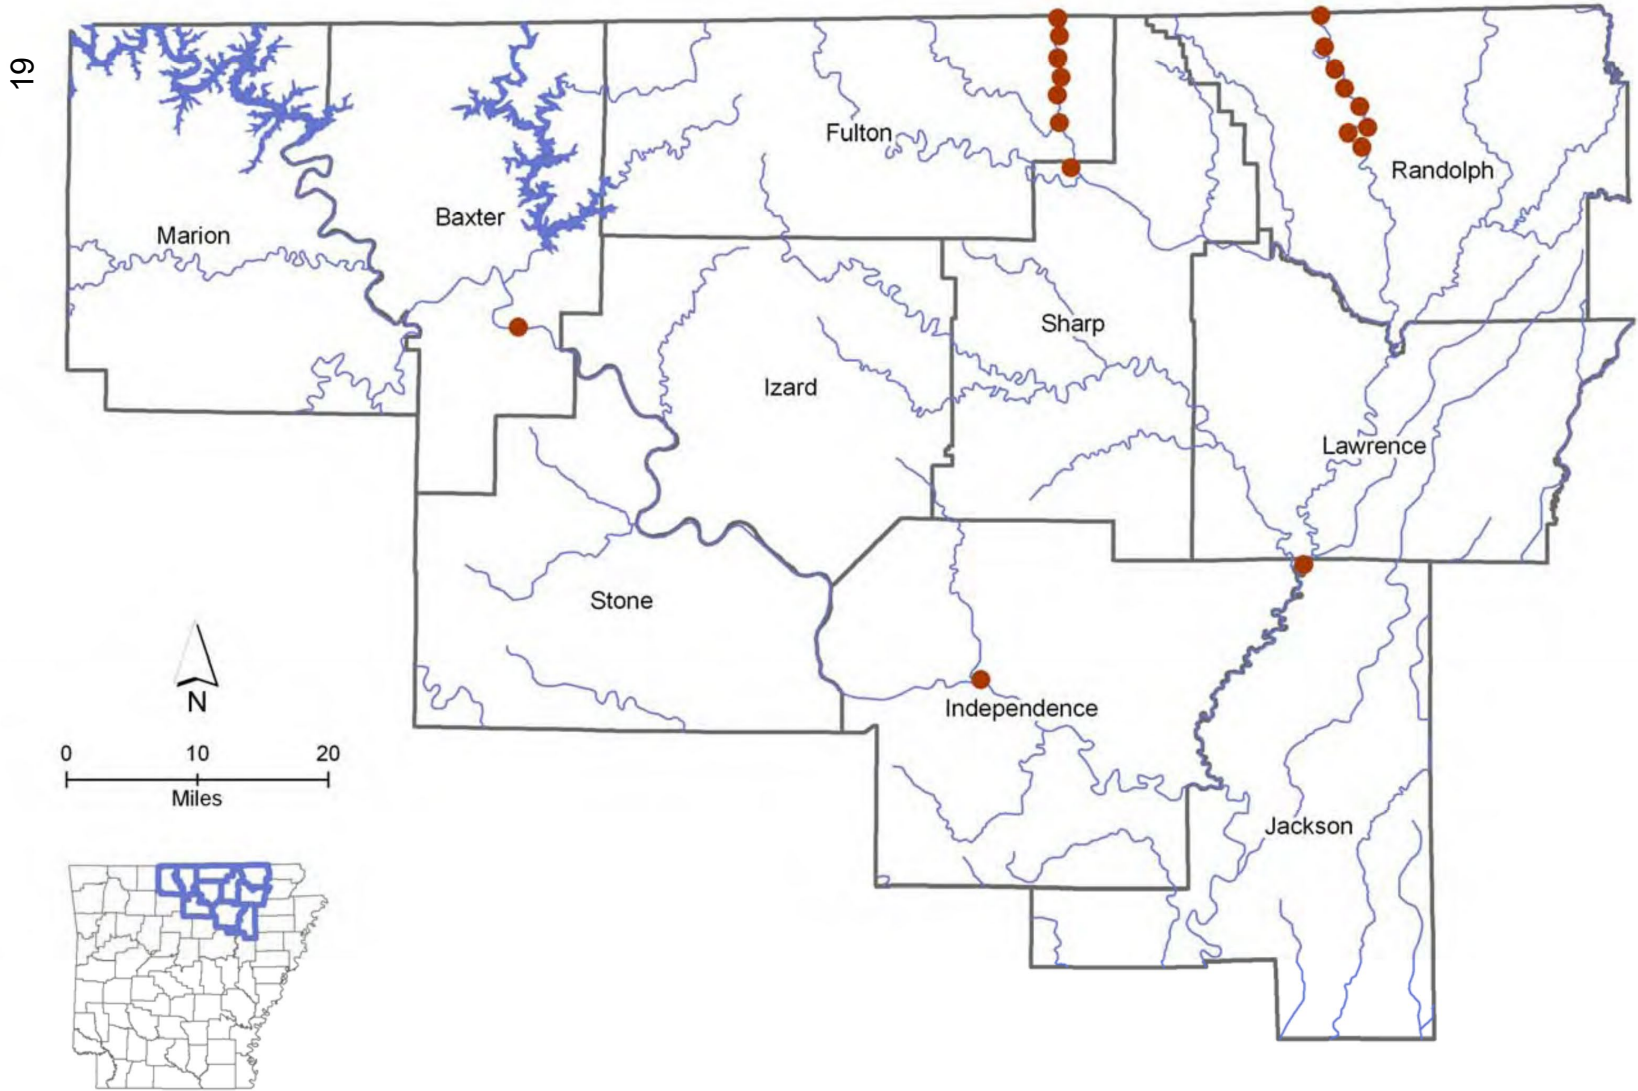 19
Fulton
Randolph
Baxter
Marion
Sharp
Izard
Lawrence
Stone
Independence
N
0 10 20
Miles
Jackson